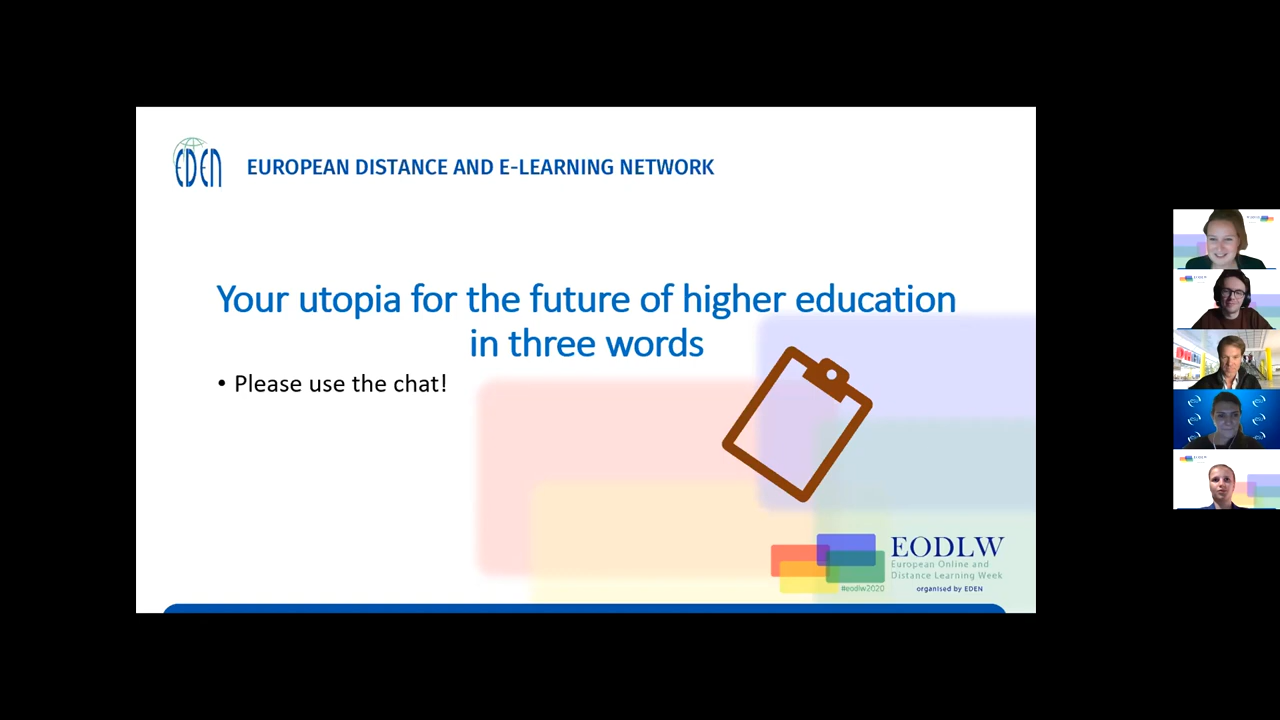 EDEN
EUROPEAN DISTANCE AND E-LEARNING NETWORK
Your utopia for the future of higher education
in three words
• Please use the chat!
EODLW
European Online and
Distance Learning Week
#eodlw2020
organised by EDEN